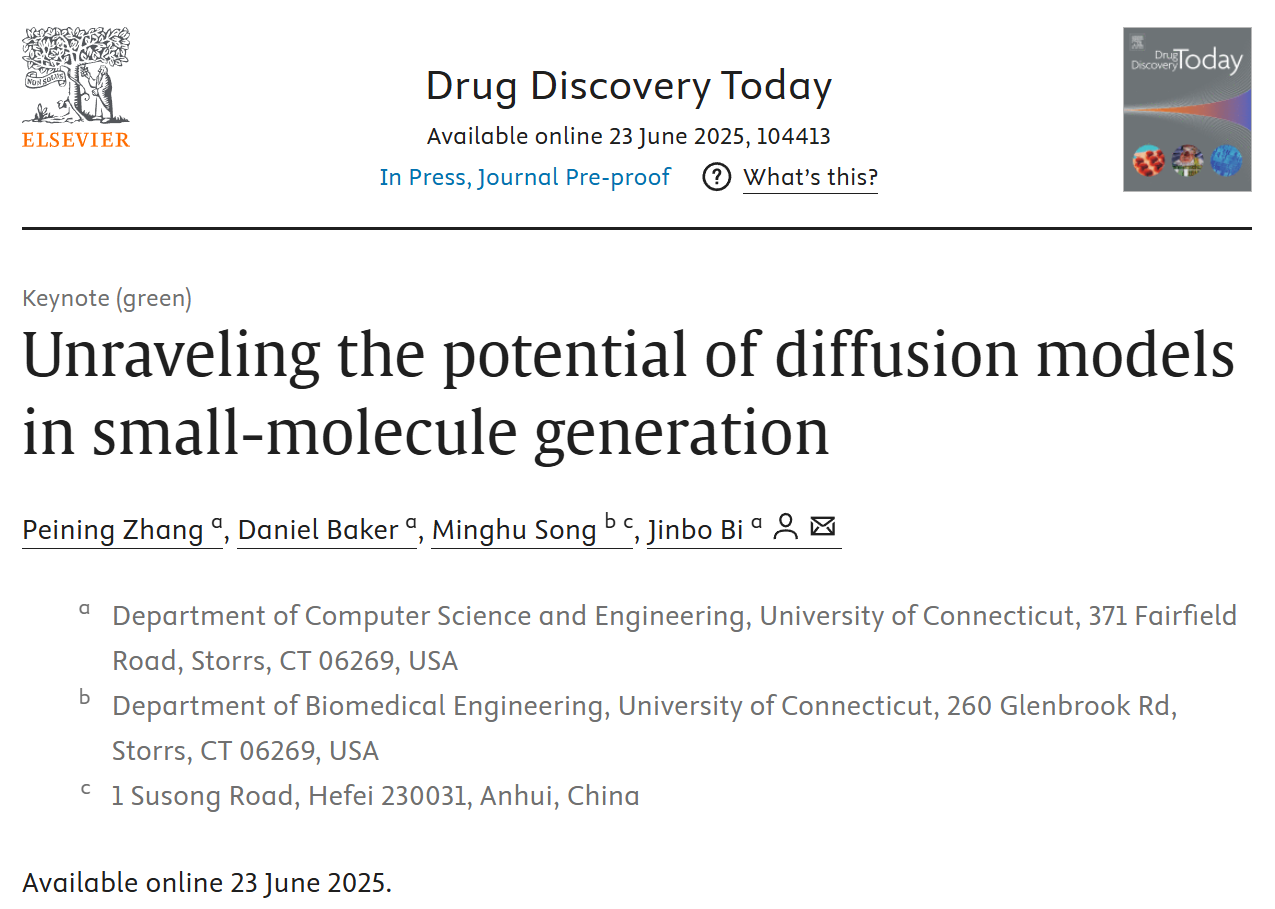 NON SOLUS
ELSEVIER
Drug Discovery Today
Available online 23 June 2025, 104413
In Press, Journal Pre-proof ? What's this?
Drug
Discovery Today
Keynote (green)
Unraveling the potential of diffusion models
in small-molecule generation
Peining Zhang a, Daniel Baker a, Minghu Song b c, Jinbo Bi a
a Department of Computer Science and Engineering, University of Connecticut, 371 Fairfield
Road, Storrs, CT 06269, USA
b Department of Biomedical Engineering, University of Connecticut, 260 Glenbrook Rd,
Storrs, CT 06269, USA
c 1 Susong Road, Hefei 230031, Anhui, China
Available online 23 June 2025.